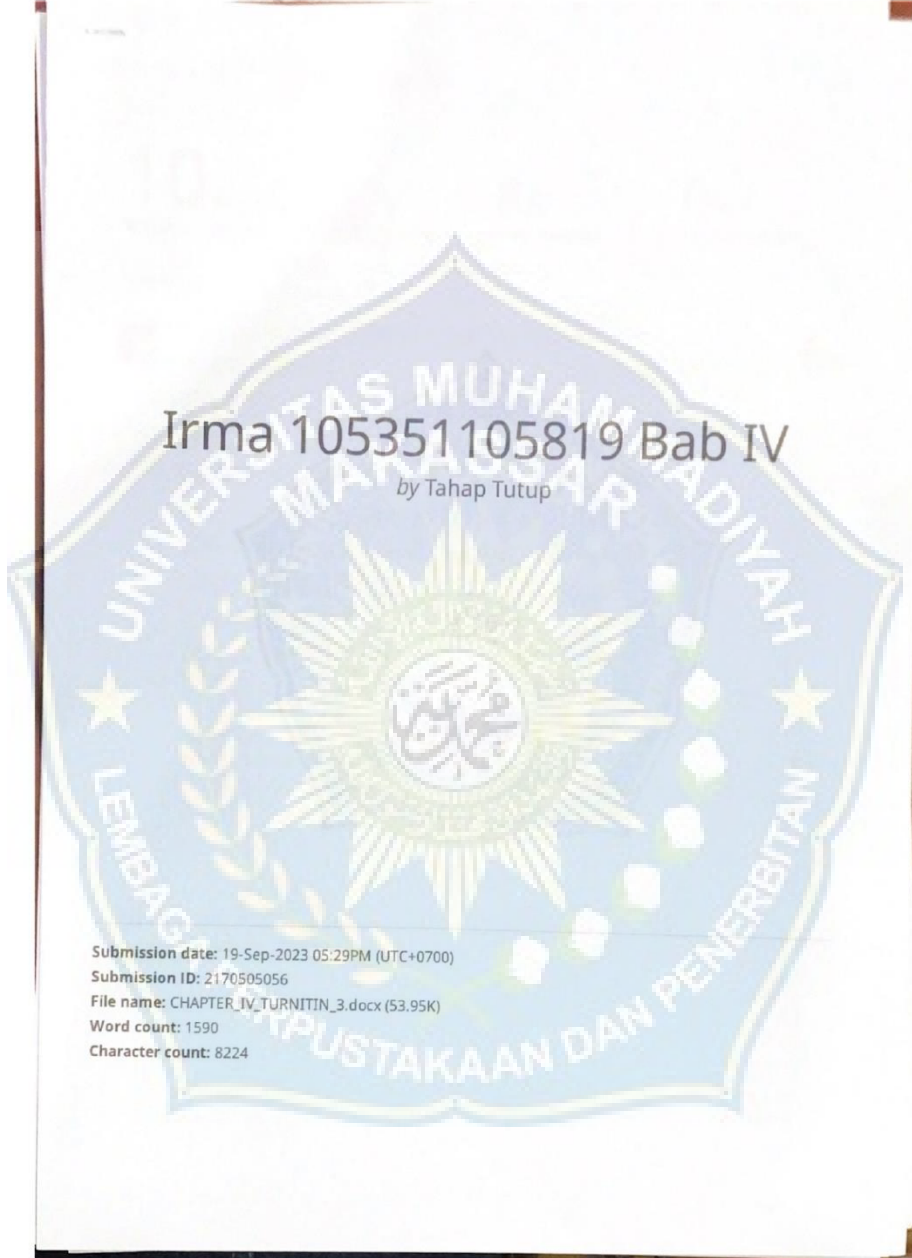 Irma 105351105819 Bab IV
by Tahap Tutup
UNIVERSITAS MUHAMMADIYAH
MAKASSAR
محمد
LEMBAGA PERPUSTAKAAN DAN PENERBITAN
Submission date: 19-Sep-2023 05:29PM (UTC+0700)
Submission ID: 2170505056
File name: CHAPTER_IV_TURNITIN_3.docx (53.95K)
Word count: 1590
Character count: 8224